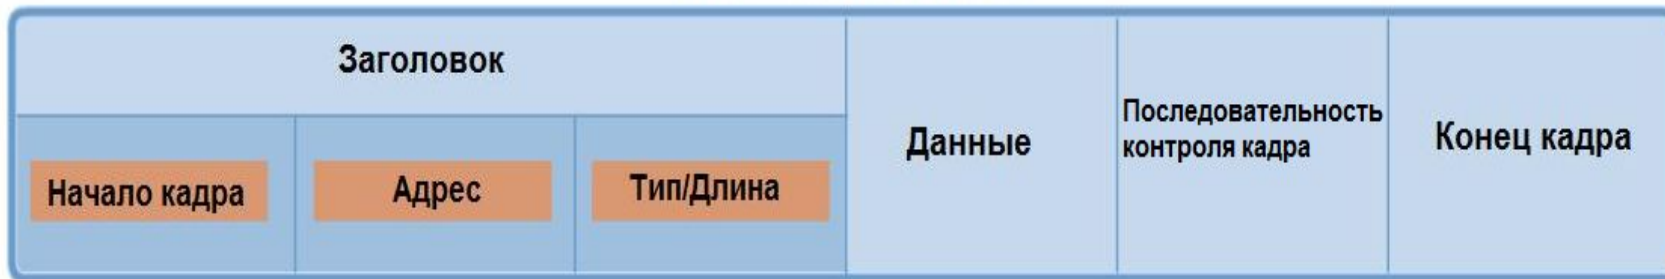 Заголовок
Начало кадра
Адрес
Тип/Длина
Данные
Последовательность
контроля кадра
Конец кадра